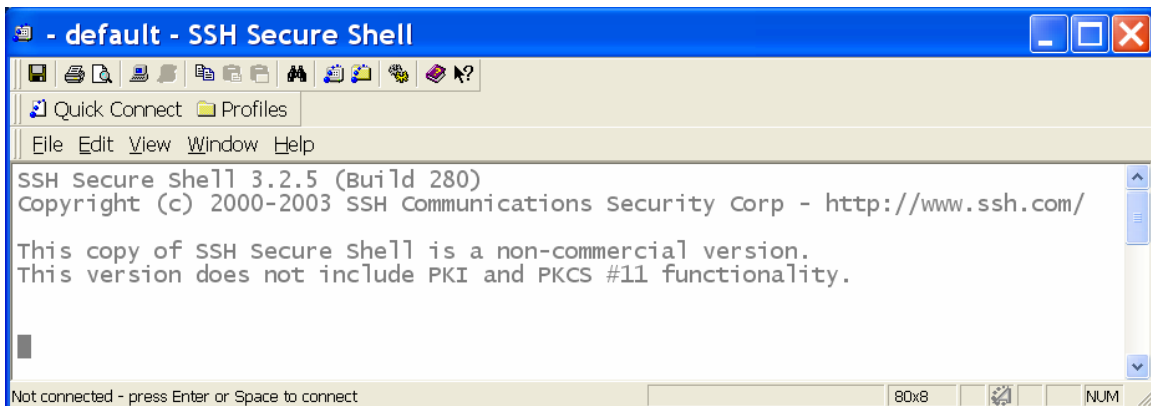 - default - SSH Secure Shell
Quick Connect Profiles
File Edit View Window Help
SSH Secure Shell 3.2.5 (Build 280)
Copyright (c) 2000-2003 SSH Communications Security Corp - http://www.ssh.com/
This copy of SSH Secure Shell is a non-commercial version.
This version does not include PKI and PKCS #11 functionality.
Not connected - press Enter or Space to connect 80x8 NUM